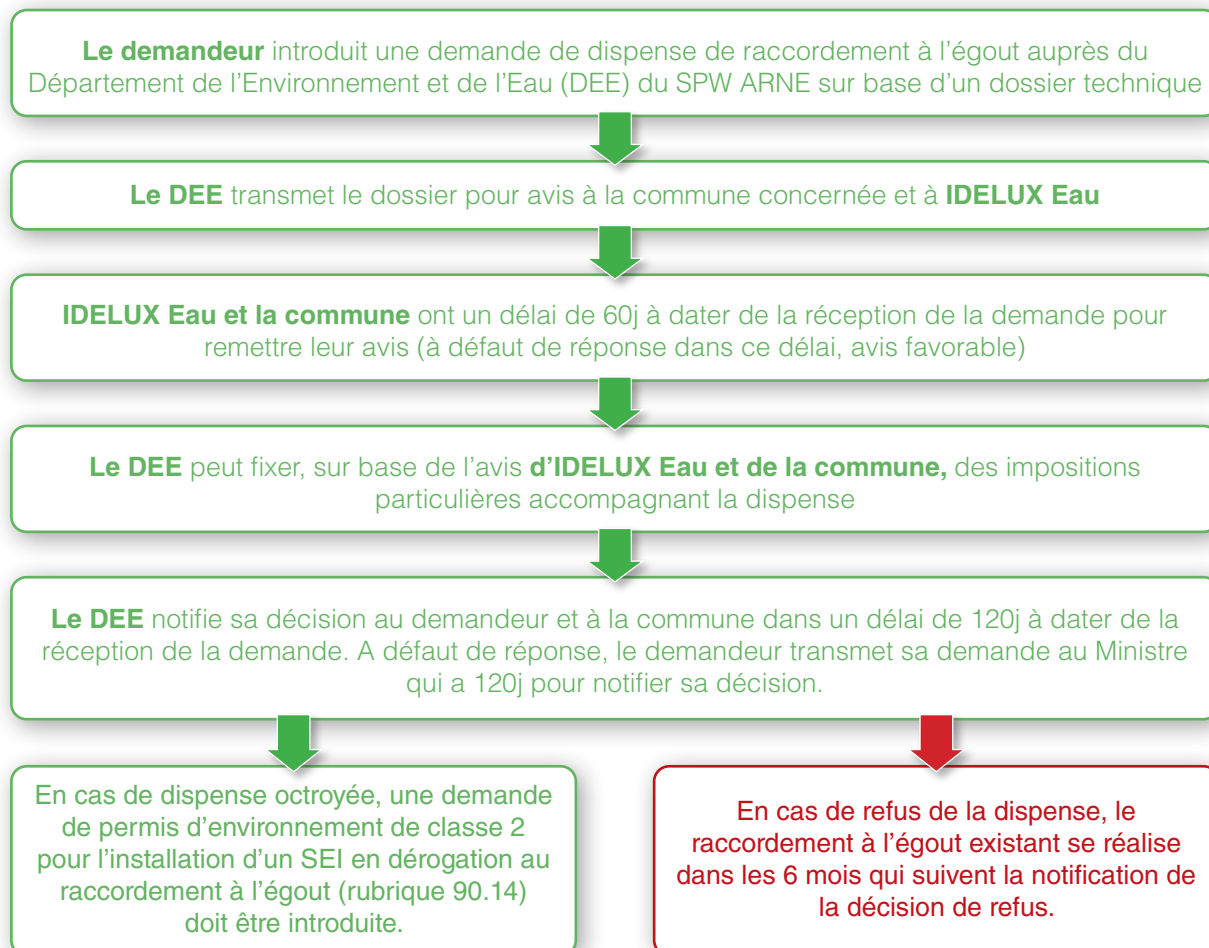 Le demandeur introduit une demande de dispense de raccordement à l'égout auprès du
Département de l'Environnement et de l'Eau (DEE) du SPW ARNE sur base d'un dossier technique
Le DEE transmet le dossier pour avis à la commune concernée et à IDELUX Eau
IDELUX Eau et la commune ont un délai de 60j à dater de la réception de la demande pour
remettre leur avis (à défaut de réponse dans ce délai, avis favorable)
Le DEE peut fixer, sur base de l'avis d'IDELUX Eau et de la commune, des impositions
particulières accompagnant la dispense
Le DEE notifie sa décision au demandeur et à la commune dans un délai de 120j à dater de la
réception de la demande. A défaut de réponse, le demandeur transmet sa demande au Ministre
qui a 120j pour notifier sa décision.
En cas de dispense octroyée, une demande
de permis d'environnement de classe 2
pour l'installation d'un SEI en dérogation au
raccordement à l'égout (rubrique 90.14)
doit être introduite.
En cas de refus de la dispense, le
raccordement à l'égout existant se réalise
dans les 6 mois qui suivent la notification de
la décision de refus.